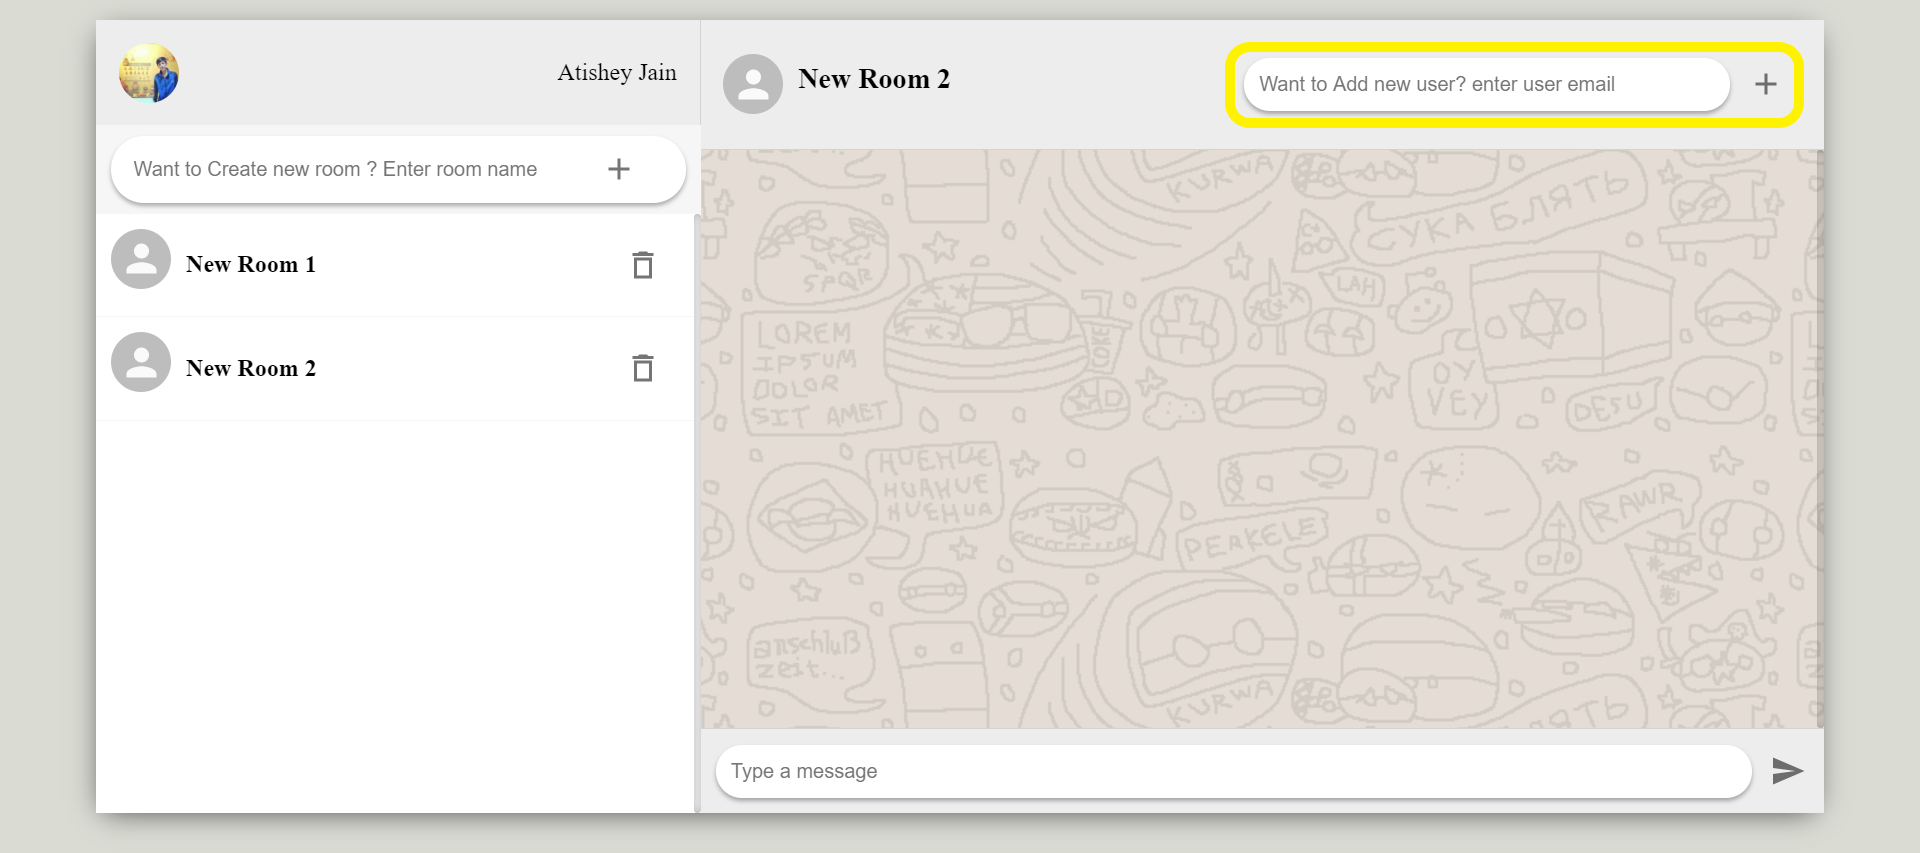 Atishey Jain
Want to Create new room ? Enter room name
New Room 1
New Room 2
New Room 2
Want to Add new user? enter user email
KURWA
СУКА БЛЯТЬ
SPQR
LAH
LOREM
IPSUM
DOLOR
SIT AMET
COKE
OY
VEY
DESU
HUEHUE
HUAHUE
HUEHUA
PERKELE
RAWR
anschluß
zeit...
KURWA
БЛЯТЬ
Type a message